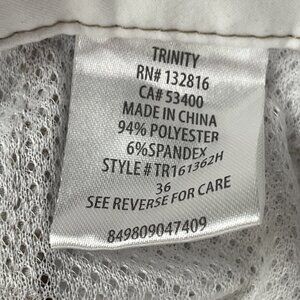 TRINITY
RN# 132816
CA# 53400
MADE IN CHINA
94% POLYESTER
6%SPANDEX
STYLE # TR161362H
36
SEE REVERSE FOR CARE
849809047409